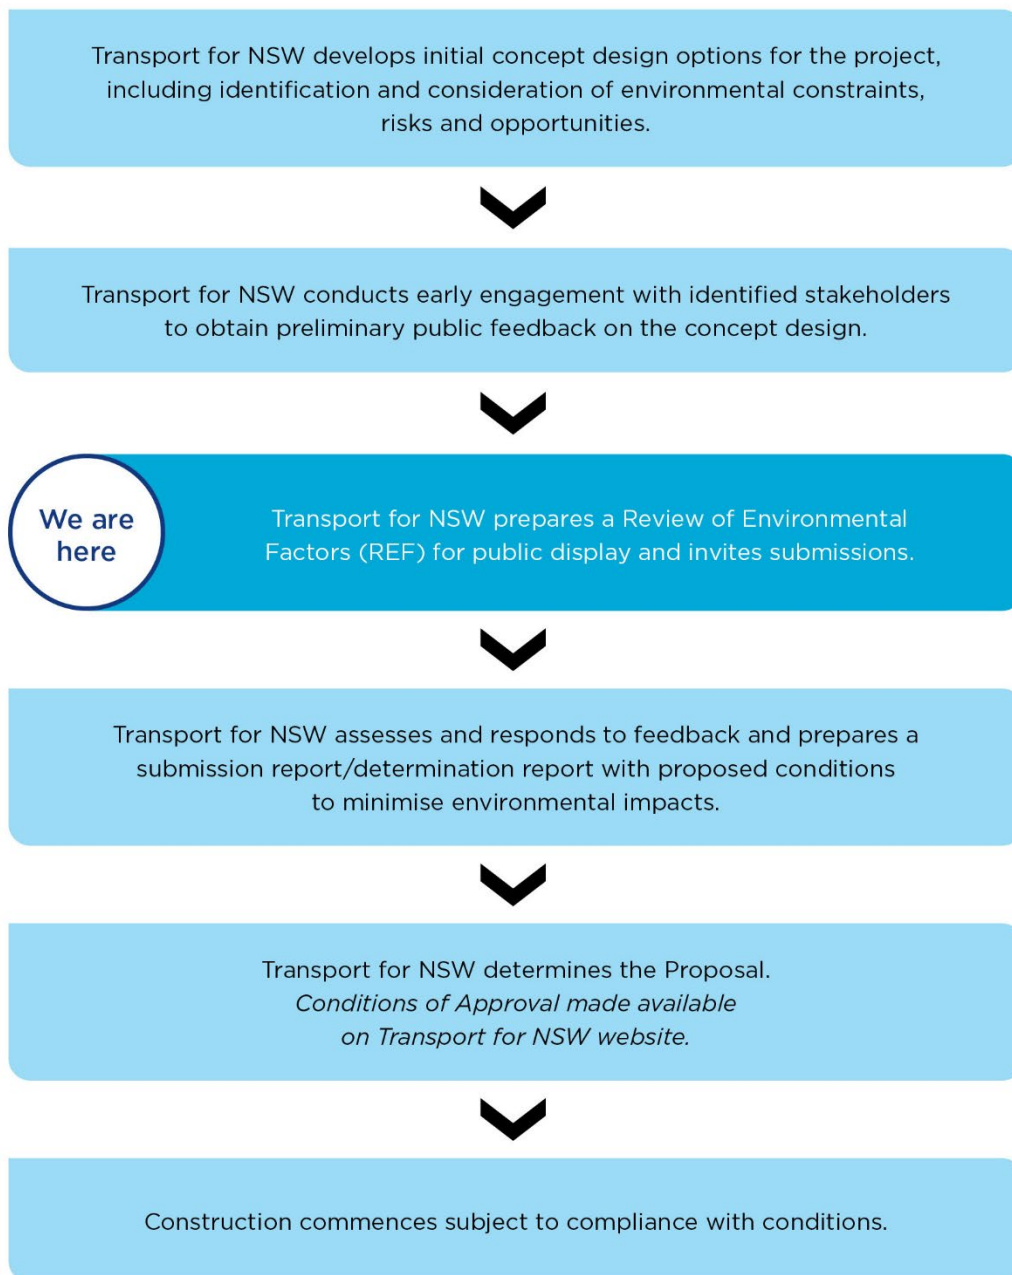 Transport for NSW develops initial concept design options for the project,
including identification and consideration of environmental constraints,
risks and opportunities.
Transport for NSW conducts early engagement with identified stakeholders
to obtain preliminary public feedback on the concept design.
We are
here
Transport for NSW prepares a Review of Environmental
Factors (REF) for public display and invites submissions.
Transport for NSW assesses and responds to feedback and prepares a
submission report/determination report with proposed conditions
to minimise environmental impacts.
Transport for NSW determines the Proposal.
Conditions of Approval made available
on Transport for NSW website.
Construction commences subject to compliance with conditions.